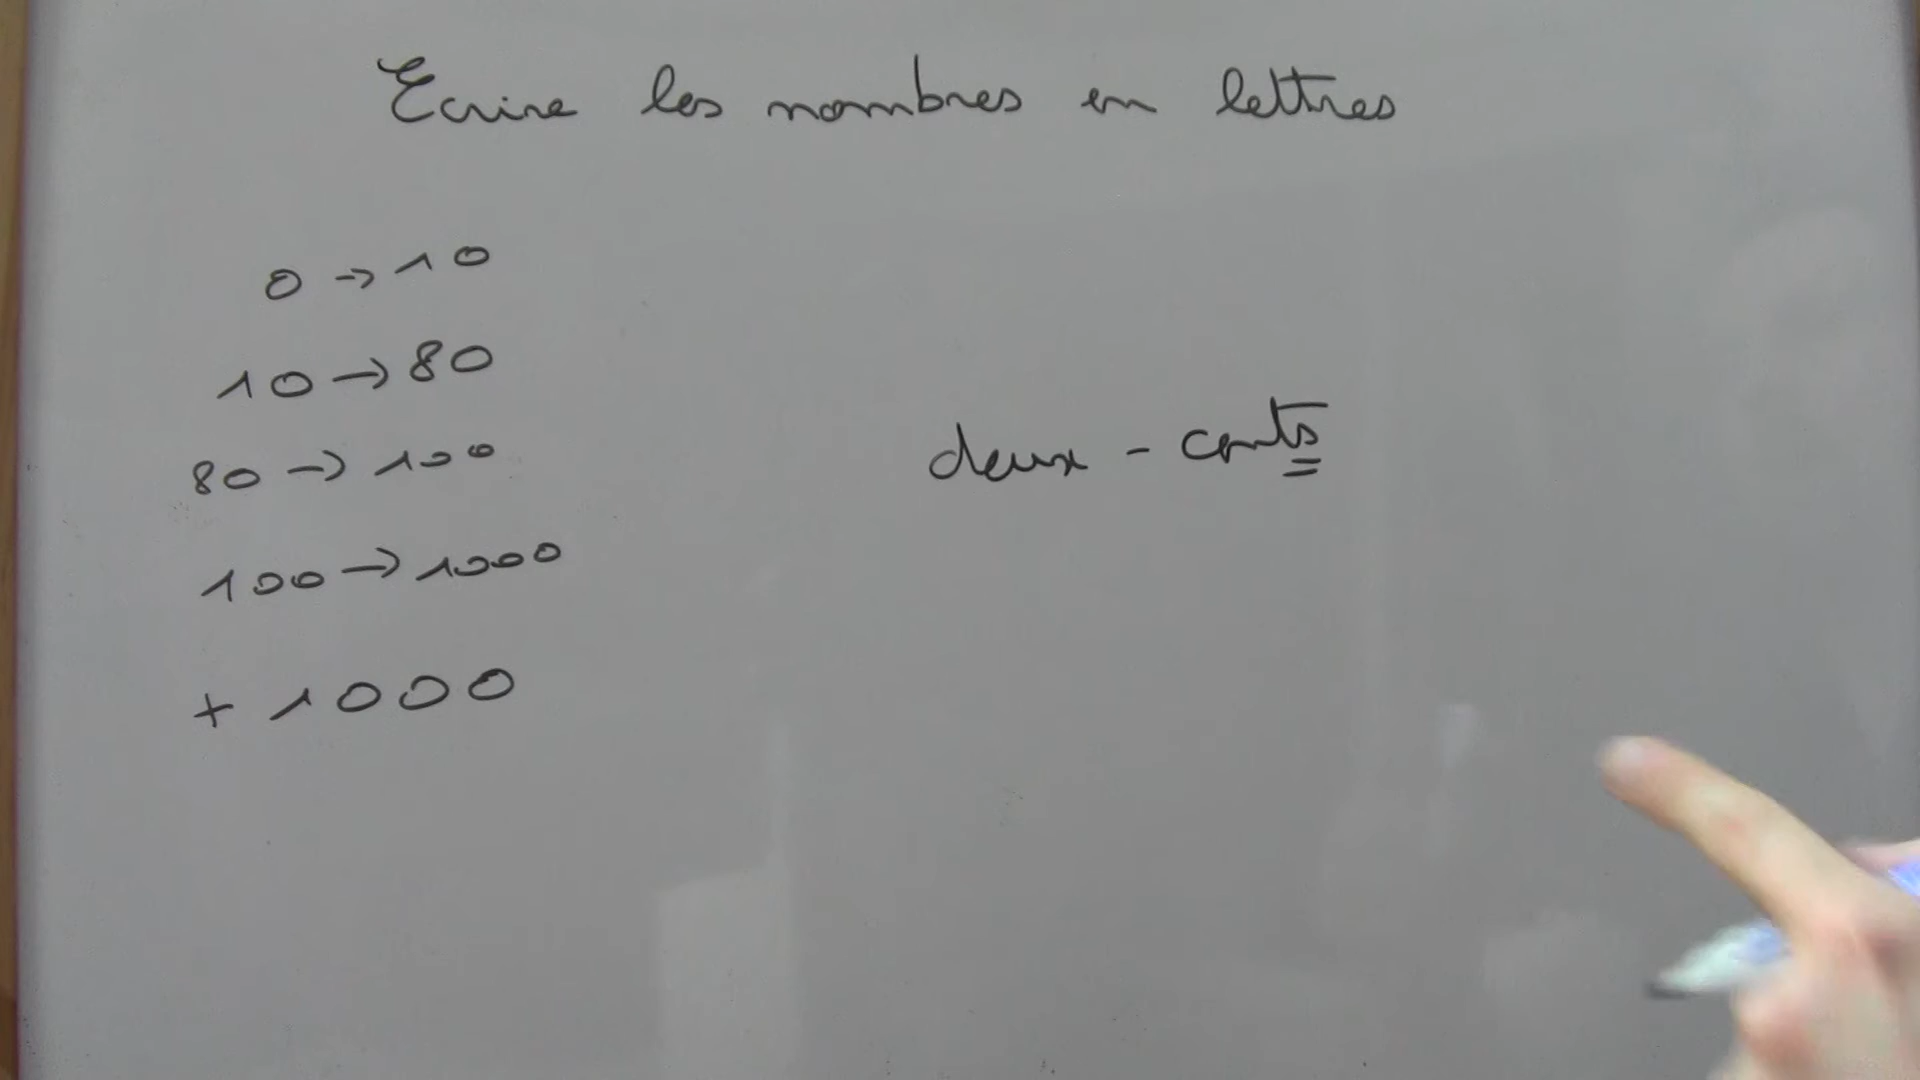 Ecrire les nombres en lettres
0 → 10
10 → 80
80 → 100
100 → 1000
+ 1000
deux - cents